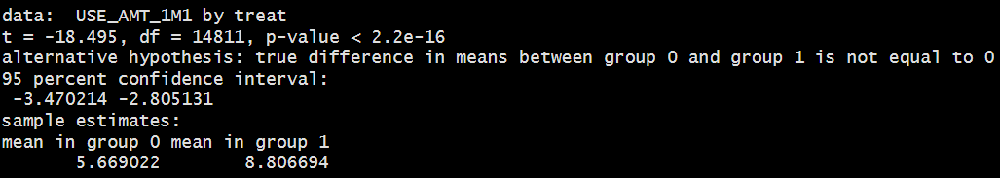 data:  USE_AMT_1M1 by treat
t = -18.495, df = 14811, p-value < 2.2e-16
alternative hypothesis: true difference in means between group 0 and group 1 is not equal to 0
95 percent confidence interval:
 -3.470214 -2.805131
sample estimates:
mean in group 0 mean in group 1
       5.669022        8.806694